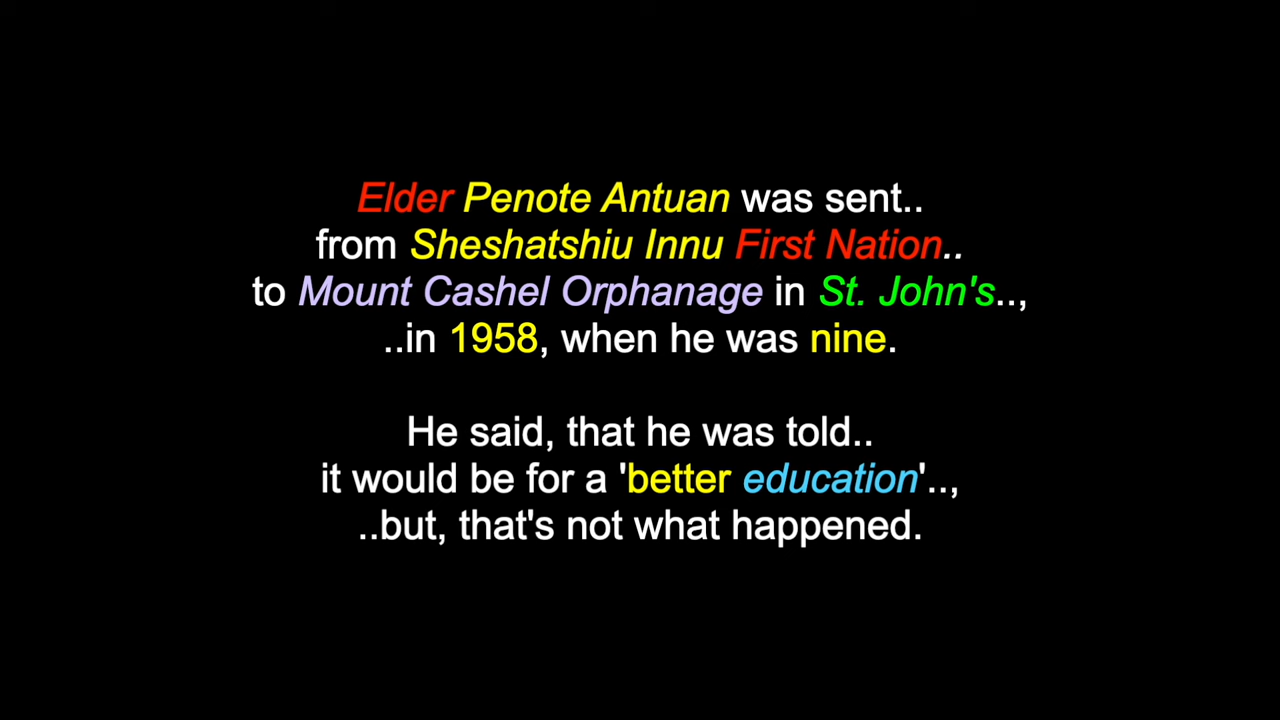 Elder Penote Antuan was sent..
from Sheshatshiu Innu First Nation..
to Mount Cashel Orphanage in St. John's..,
..in 1958, when he was nine.
He said, that he was told..
it would be for a 'better education'..,
..but, that's not what happened.